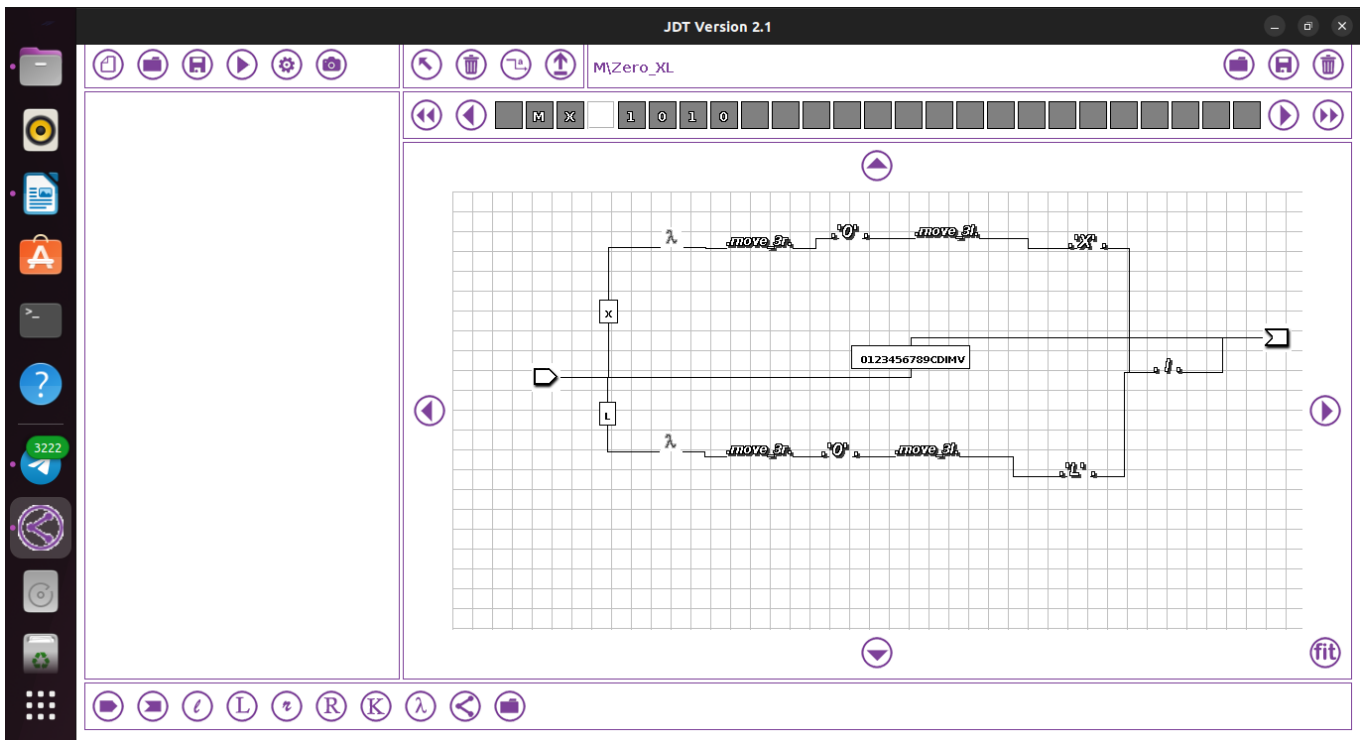 JDT Version 2.1
M\Zero_XL
M X 1 0 1 0
λ .move_3r. .'0'. .move_3l. .'X'.
X
0123456789CDIMV
.l.
L
λ .move_3r. .'0'. .move_3l. .'L'.
3222
fit
l L r R K λ